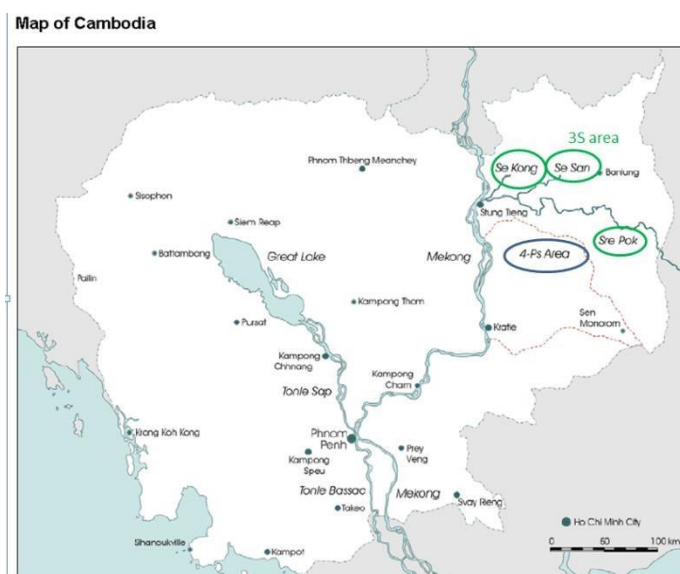 Map of Cambodia
3S area
Se Kong
Se San
Banlung
Phnom Thbeng Meanchey
Sisophon
Stung Treng
Siem Reap
Sre Pok
Battambang
Great Lake
Mekong
4-Ps Area
Pailin
Kampong Thom
Sen
Monorom
Pursat
Kratie
Kampong
Chhnang
Kampong
Cham
Tonle Sap
Krang Koh Kong
Phnom
Penh
Prey
Veng
Kampong
Speu
Tonle Bassac
Mekong
Svay Rieng
Takeo
Ho Chi Minh City
Sihanoukville
Kampot
0 50 100 km